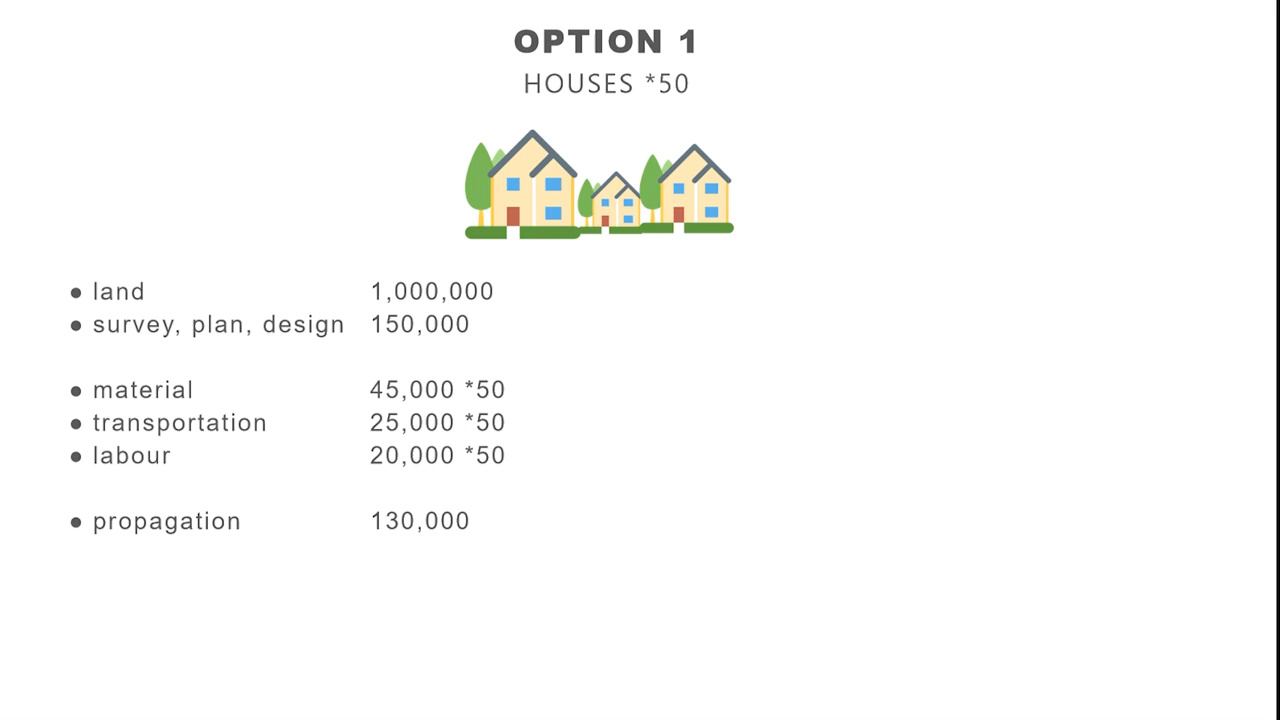 OPTION 1
HOUSES *50
● land 1,000,000
● survey, plan, design 150,000
● material 45,000 *50
● transportation 25,000 *50
● labour 20,000 *50
● propagation 130,000